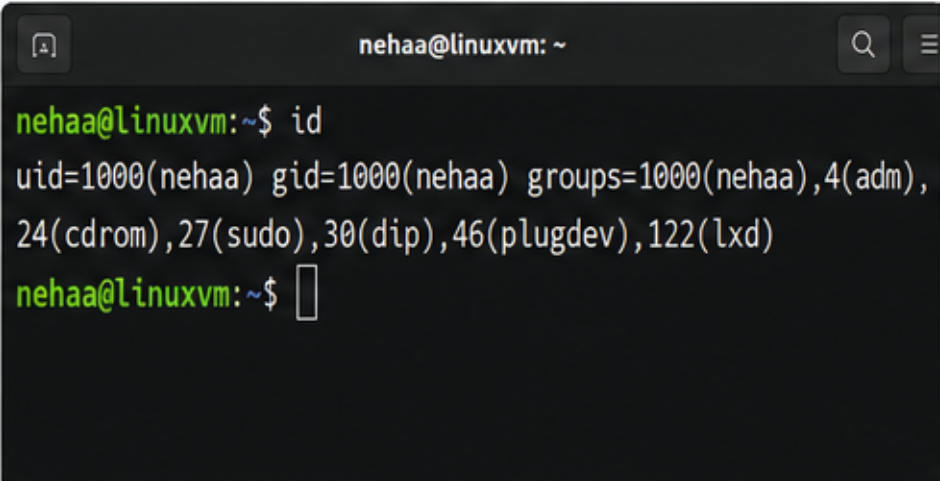 nehaa@linuxvm: ~
nehaa@linuxvm:~$ id
uid=1000(nehaa) gid=1000(nehaa) groups=1000(nehaa),4(adm),
24(cdrom),27(sudo),30(dip),46(plugdev),122(lxd)
nehaa@linuxvm:~$